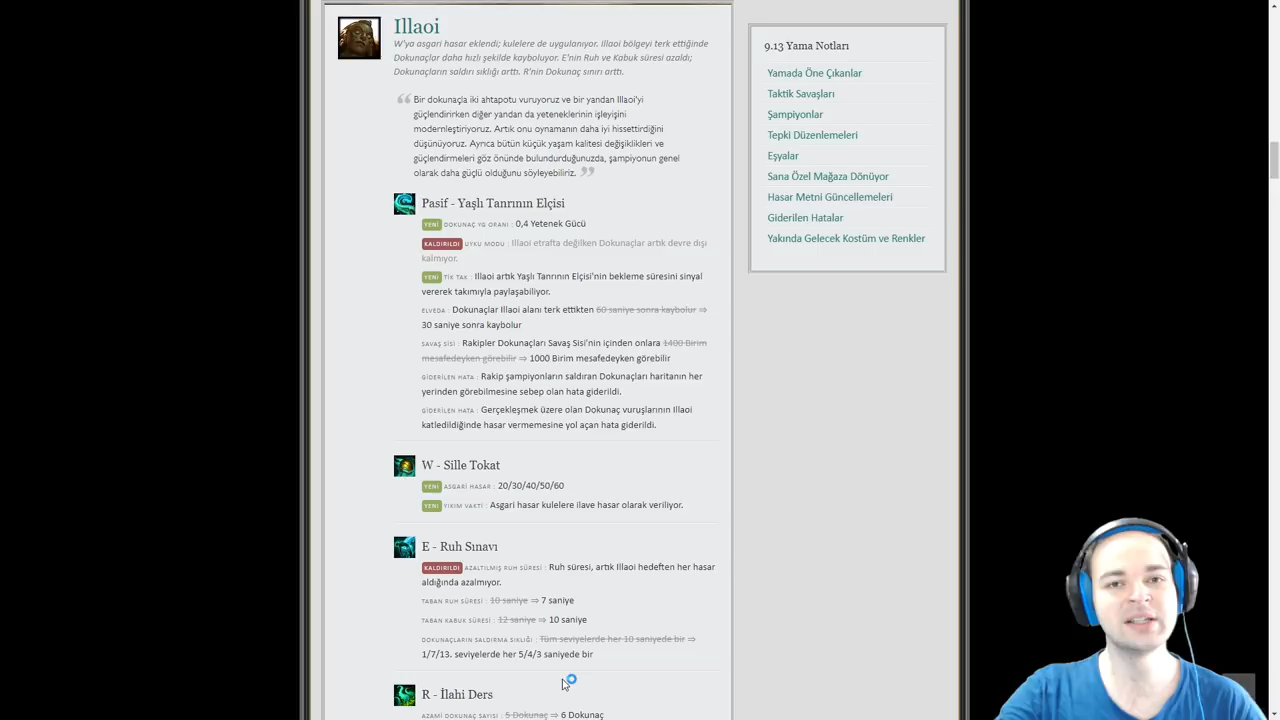 Illaoi
W'ya asgari hasar eklendi; kulelere de uygulanıyor. Illaoi bölgeyi terk ettiğinde
Dokunaçlar daha hızlı şekilde kayboluyor. E'nin Ruh ve Kabuk süresi azaldı;
Dokunaçların saldırı sıklığı arttı. R'nin Dokunaç sınırı arttı.
Bir dokunaçla iki ahtapotu vuruyoruz ve bir yandan Illaoi'yi
güçlendirirken diğer yandan da yeteneklerinin işleyişini
modernleştiriyoruz. Artık onu oynamanın daha iyi hissettirdiğini
düşünüyoruz. Ayrıca bütün küçük yaşam kalitesi değişiklikleri ve
güçlendirmeleri göz önünde bulundurduğunuzda, şampiyonun genel
olarak daha güçlü olduğunu söyleyebiliriz.
Pasif - Yaşlı Tanrının Elçisi
YENİ DOKUNAÇ YG ORANI : 0,4 Yetenek Gücü
KALDIRILDI UYKU MODU : Illaoi etrafta değilken Dokunaçlar artık devre dışı
kalmıyor.
YENİ TİK TAK : Illaoi artık Yaşlı Tanrının Elçisi'nin bekleme süresini sinyal
vererek takımıyla paylaşabiliyor.
ELVEDA : Dokunaçlar Illaoi alanı terk ettikten 60 saniye sonra kaybolur ⇒
30 saniye sonra kaybolur
SAVAŞ SİSİ : Rakipler Dokunaçları Savaş Sisi'nin içinden onlara 1400 Birim
mesafedeyken görebilir ⇒ 1000 Birim mesafedeyken görebilir
GİDERİLEN HATA : Rakip şampiyonların saldıran Dokunaçları haritanın her
yerinden görebilmesine sebep olan hata giderildi.
GİDERİLEN HATA : Gerçekleşmek üzere olan Dokunaç vuruşlarının Illaoi
katledildiğinde hasar vermemesine yol açan hata giderildi.
W - Sille Tokat
YENİ ASGARİ HASAR : 20/30/40/50/60
YENİ YIKIM VAKTİ : Asgari hasar kulelere ilave hasar olarak veriliyor.
E - Ruh Sınavı
KALDIRILDI AZALTILMIŞ RUH SÜRESİ : Ruh süresi, artık Illaoi hedeften her hasar
aldığında azalmıyor.
TABAN RUH SÜRESİ : 10 saniye ⇒ 7 saniye
TABAN KABUK SÜRESİ : 12 saniye ⇒ 10 saniye
DOKUNAÇLARIN SALDIRMA SIKLIĞI : Tüm seviyelerde her 10 saniyede bir ⇒
1/7/13. seviyelerde her 5/4/3 saniyede bir
R - İlahi Ders
AZAMİ DOKUNAÇ SAYISI : 5 Dokunaç ⇒ 6 Dokunaç
9.13 Yama Notları
Yamada Öne Çıkanlar
Taktik Savaşları
Şampiyonlar
Tepki Düzenlemeleri
Eşyalar
Sana Özel Mağaza Dönüyor
Hasar Metni Güncellemeleri
Giderilen Hatalar
Yakında Gelecek Kostüm ve Renkler